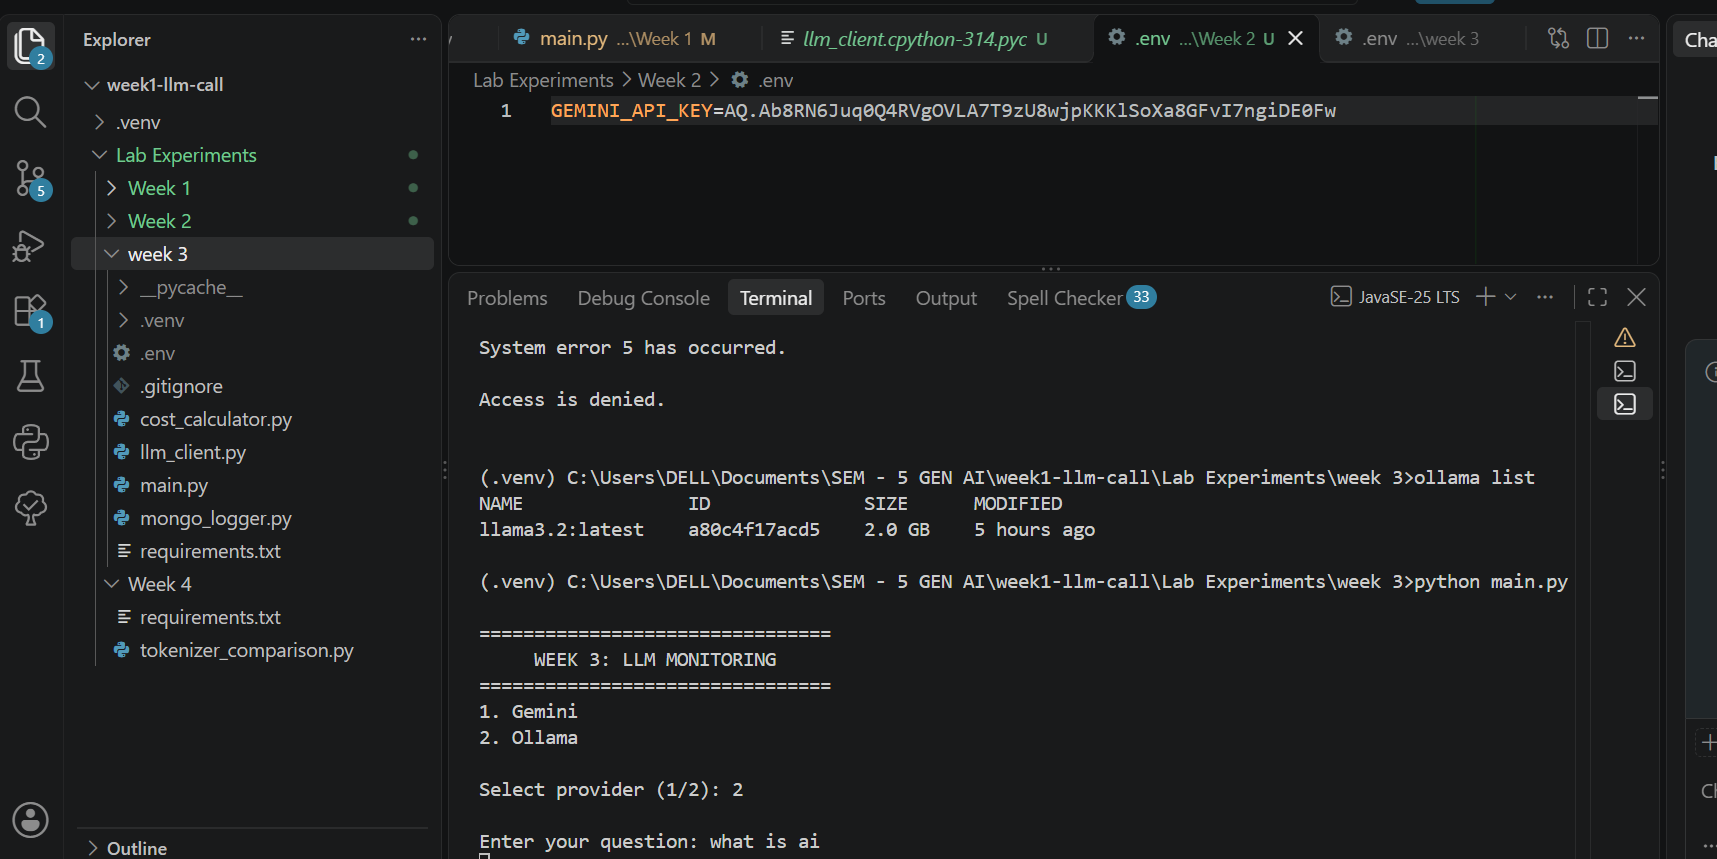 Explorer
week1-llm-call
.venv
Lab Experiments
Week 1
Week 2
week 3
__pycache__
.venv
.env
.gitignore
cost_calculator.py
llm_client.py
main.py
mongo_logger.py
requirements.txt
Week 4
requirements.txt
tokenizer_comparison.py
Outline
2
5
1
main.py ...\Week 1 M
llm_client.cpython-314.pyc U
.env ...\Week 2 U
.env ...\week 3
Lab Experiments > Week 2 > .env
1 GEMINI_API_KEY=AQ.Ab8RN6Juq0Q4RVgOVLA7T9zU8wjpKKKlSoXa8GFvI7ngiDE0Fw
Problems Debug Console Terminal Ports Output Spell Checker 33
JavaSE-25 LTS
System error 5 has occurred.
Access is denied.
(.venv) C:\Users\DELL\Documents\SEM - 5 GEN AI\week1-llm-call\Lab Experiments\week 3>ollama list
NAME ID SIZE MODIFIED
llama3.2:latest a80c4f17acd5 2.0 GB 5 hours ago
(.venv) C:\Users\DELL\Documents\SEM - 5 GEN AI\week1-llm-call\Lab Experiments\week 3>python main.py
================================
WEEK 3: LLM MONITORING
================================
1. Gemini
2. Ollama
Select provider (1/2): 2
Enter your question: what is ai
Cha